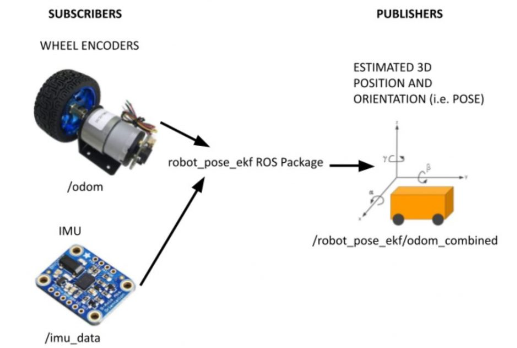 SUBSCRIBERS
PUBLISHERS
WHEEL ENCODERS
ESTIMATED 3D
POSITION AND
ORIENTATION (i.e. POSE)
robot_pose_ekf ROS Package
/odom
IMU
/robot_pose_ekf/odom_combined
/imu_data